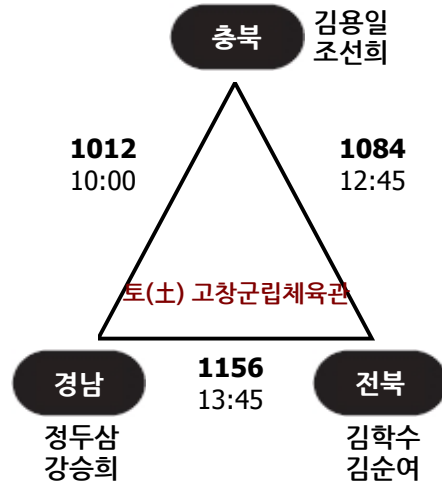 충북
김용일
조선희
1012
10:00
1084
12:45
토(土) 고창군립체육관
경남
1156
13:45
전북
정두삼
강승희
김학수
김순여